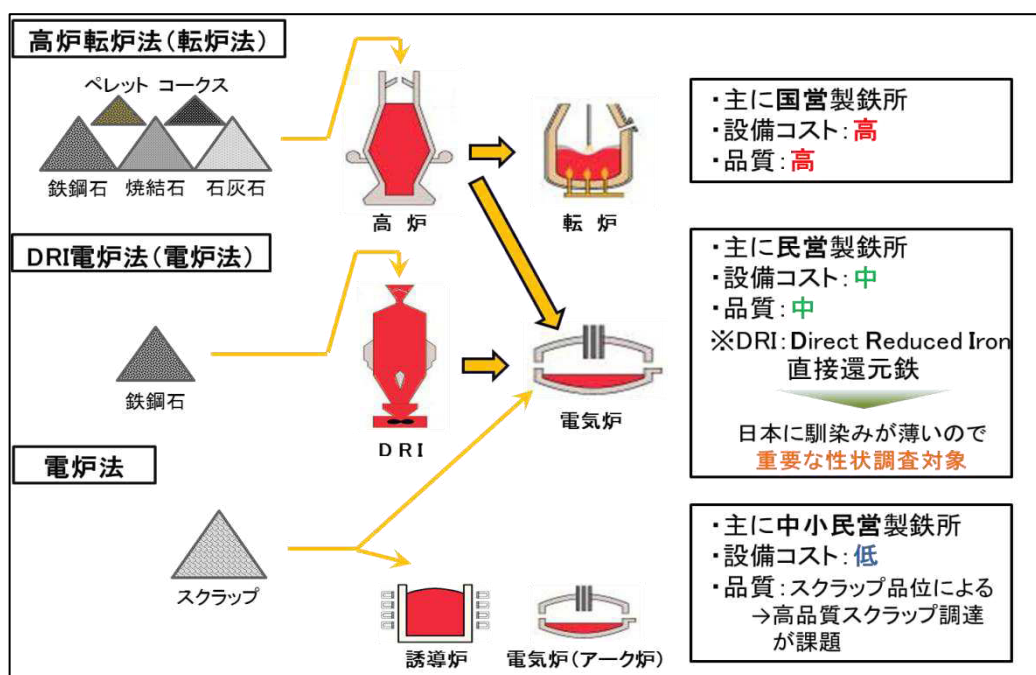 高炉転炉法(転炉法)
ペレット コークス
鉄鋼石 焼結石 石灰石
高 炉
転 炉
・主に国営製鉄所
・設備コスト:高
・品質:高
DRI電炉法(電炉法)
鉄鋼石
DRI
電気炉
・主に民営製鉄所
・設備コスト:中
・品質:中
※DRI:Direct Reduced Iron
直接還元鉄
日本に馴染みが薄いので
重要な性状調査対象
電炉法
スクラップ
誘導炉
電気炉(アーク炉)
・主に中小民営製鉄所
・設備コスト:低
・品質:スクラップ品位による
→高品質スクラップ調達
が課題